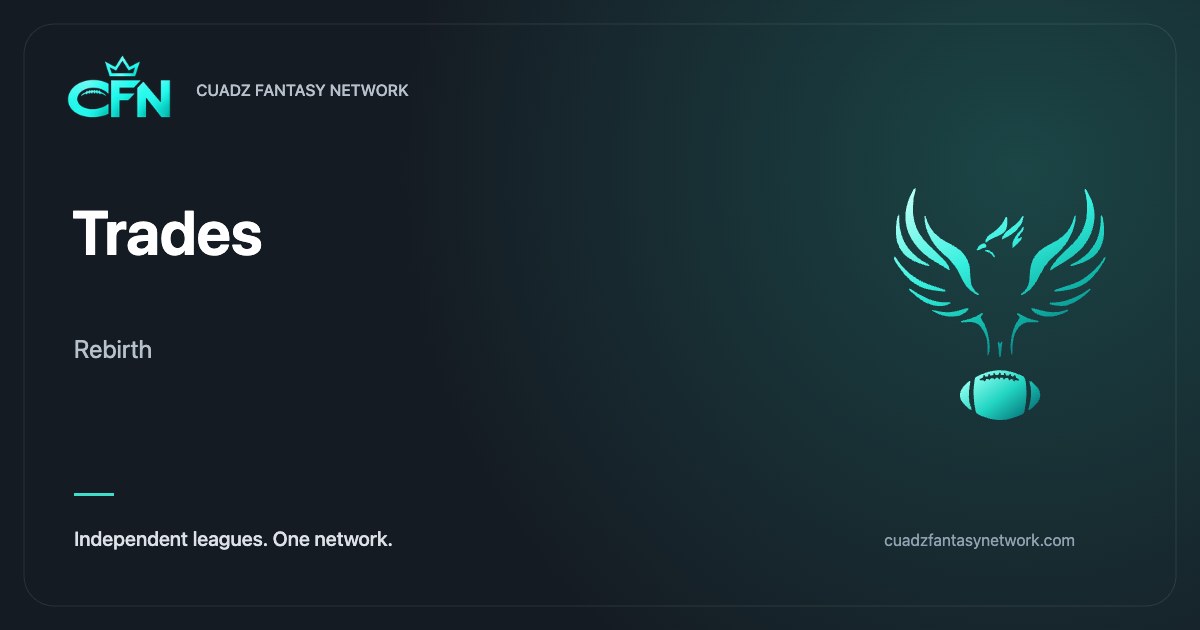 CFN
CUADZ FANTASY NETWORK
Trades
Rebirth
Independent leagues. One network.
cuadzfantasynetwork.com